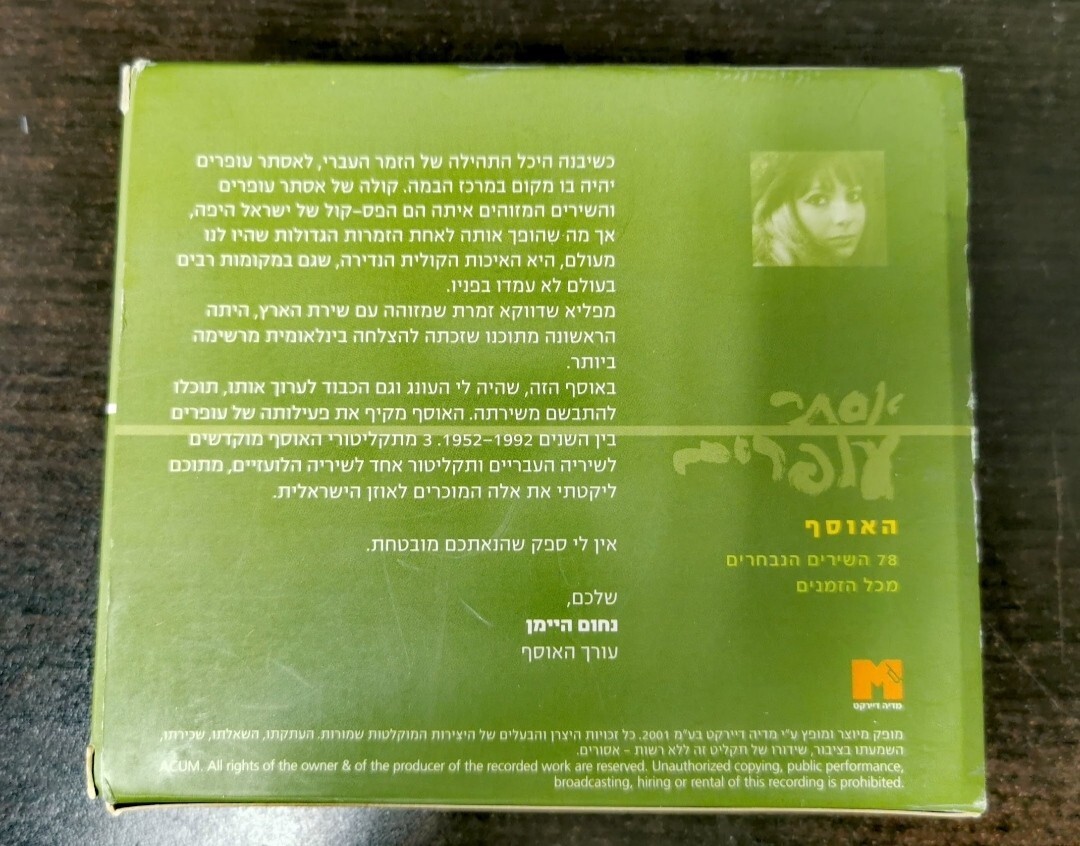 כשיבנה היכל התהילה של הזמר העברי, לאסתר עופרים
יהיה בו מקום במרכז הבמה. קולה של אסתר עופרים
והשירים המזוהים איתה הם הפס-קול של ישראל היפה,
אך מה שהופך אותה לאחת הזמרות הגדולות שהיו לנו
מעולם, היא האיכות הקולית הנדירה, שגם במקומות רבים
בעולם לא עמדו בפניו.
מפליא שדווקא זמרת שמזוהה עם שירת הארץ, היתה
הראשונה מתוכנו שזכתה להצלחה בינלאומית מרשימה
ביותר.
באוסף הזה, שהיה לי העונג וגם הכבוד לערוך אותו, תוכלו
להתבשם משירתה. האוסף מקיף את פעילותה של עופרים
בין השנים 1992–1952. 3 מתקליטורי האוסף מוקדשים
לשיריה העבריים ותקליטור אחד לשיריה הלועזיים, מתוכם
ליקטתי את אלה המוכרים לאוזן הישראלית.
אין לי ספק שהנאתכם מובטחת.
שלכם,
נחום היימן
עורך האוסף
אסתר
עופרים
האוסף
78 השירים הנבחרים
מכל הזמנים
M
מדיה דיירקט
מופק מיוצר ומופץ ע״י מדיה דיירקט בע״מ 2001. כל זכויות היצרן והבעלים של היצירות המוקלטות שמורות. העתקתו, השאלתו, שכירתו,
השמעתו בציבור, שידורו של תקליט זה ללא רשות - אסורים.
ACUM. All rights of the owner & of the producer of the recorded work are reserved. Unauthorized copying, public performance,
broadcasting, hiring or rental of this recording is prohibited.